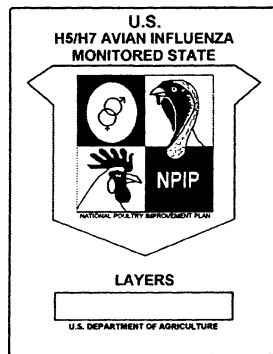 U.S.
H5/H7 AVIAN INFLUENZA
MONITORED STATE
NPIP
NATIONAL POULTRY IMPROVEMENT PLAN
LAYERS
U.S. DEPARTMENT OF AGRICULTURE